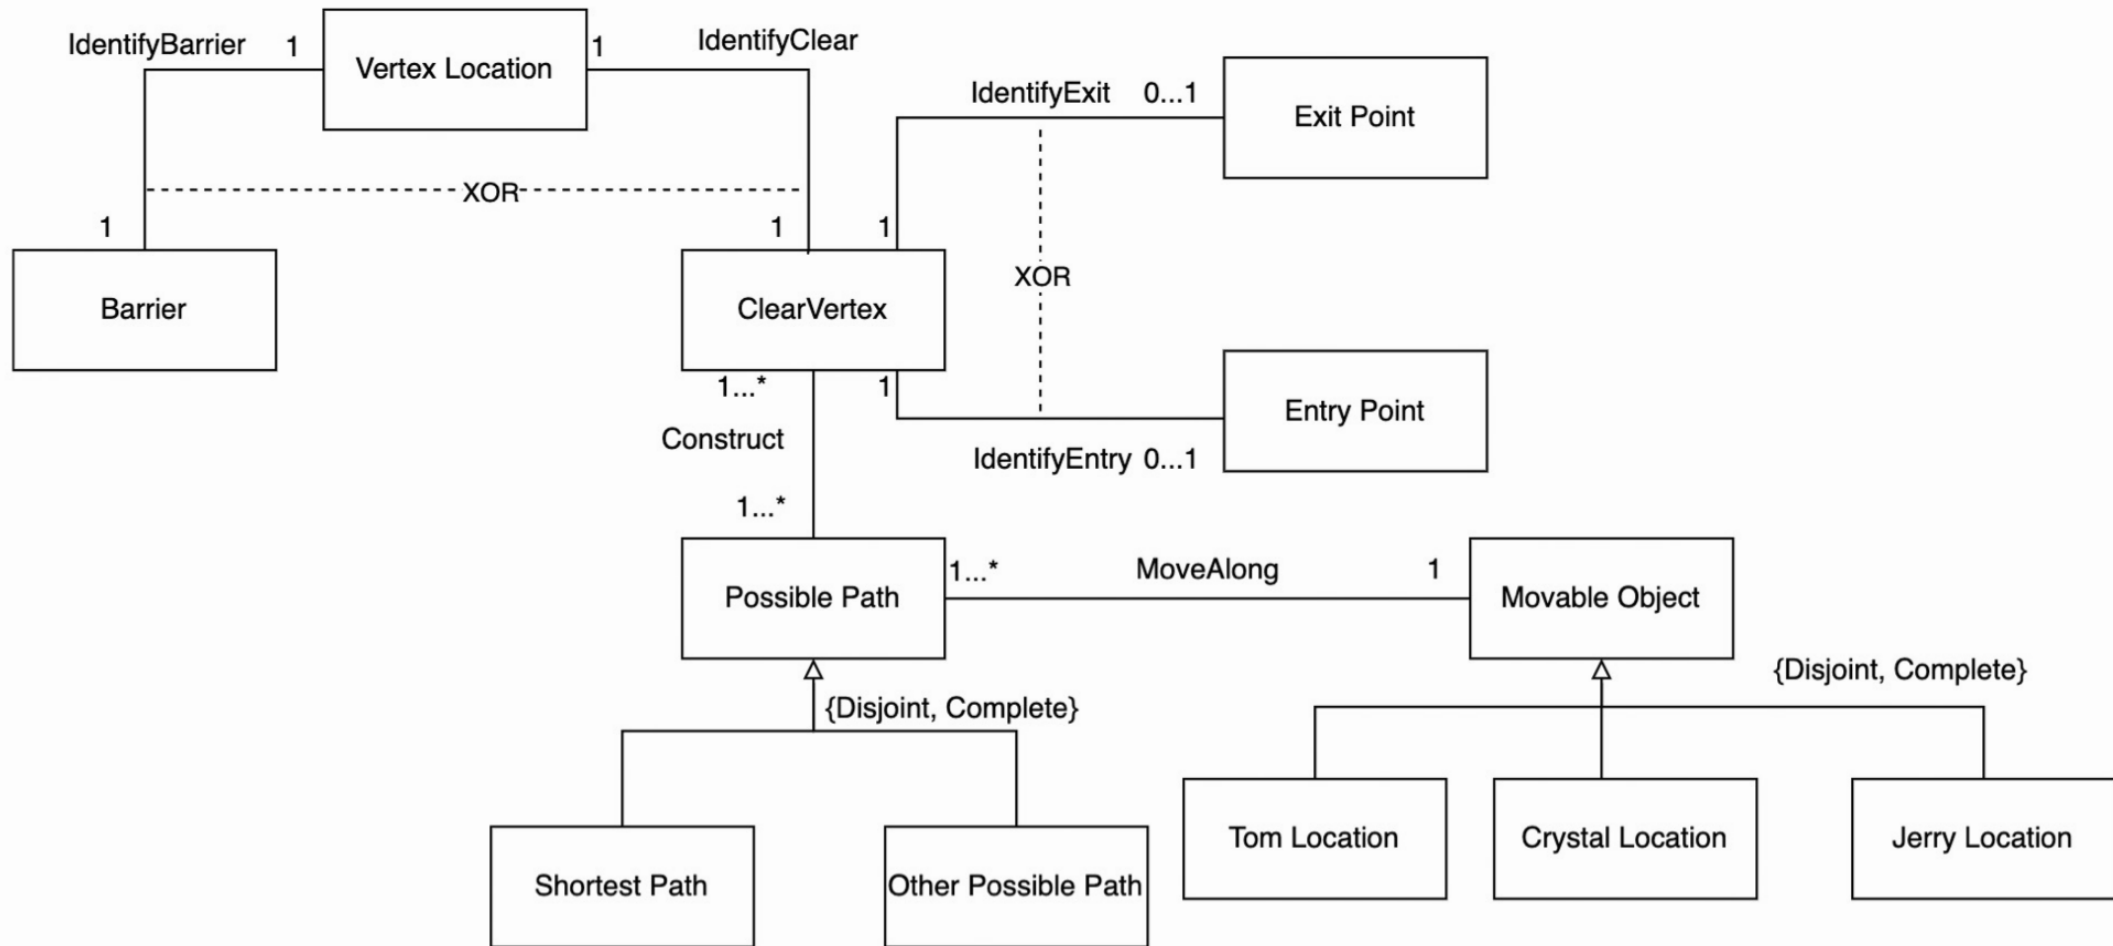 IdentifyBarrier
1
Vertex Location
1
IdentifyClear
IdentifyExit
0...1
Exit Point
XOR
1
1
1
XOR
Barrier
ClearVertex
1...*
1
Entry Point
Construct
IdentifyEntry
0...1
1...*
Possible Path
1...*
MoveAlong
1
Movable Object
{Disjoint, Complete}
{Disjoint, Complete}
Tom Location
Crystal Location
Jerry Location
Shortest Path
Other Possible Path